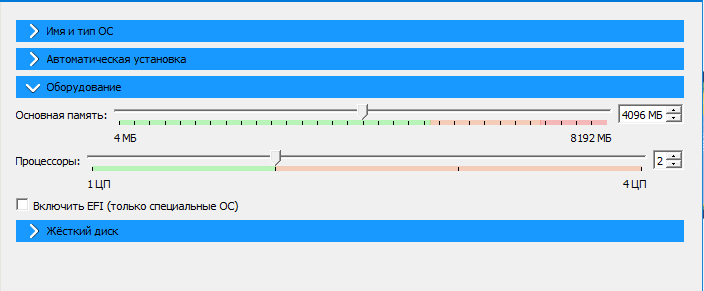 Имя и тип ОС
Автоматическая установка
Оборудование
Основная память: 4096 МБ
4 МБ 8192 МБ
Процессоры: 2
1 ЦП 4 ЦП
Включить EFI (только специальные ОС)
Жёсткий диск